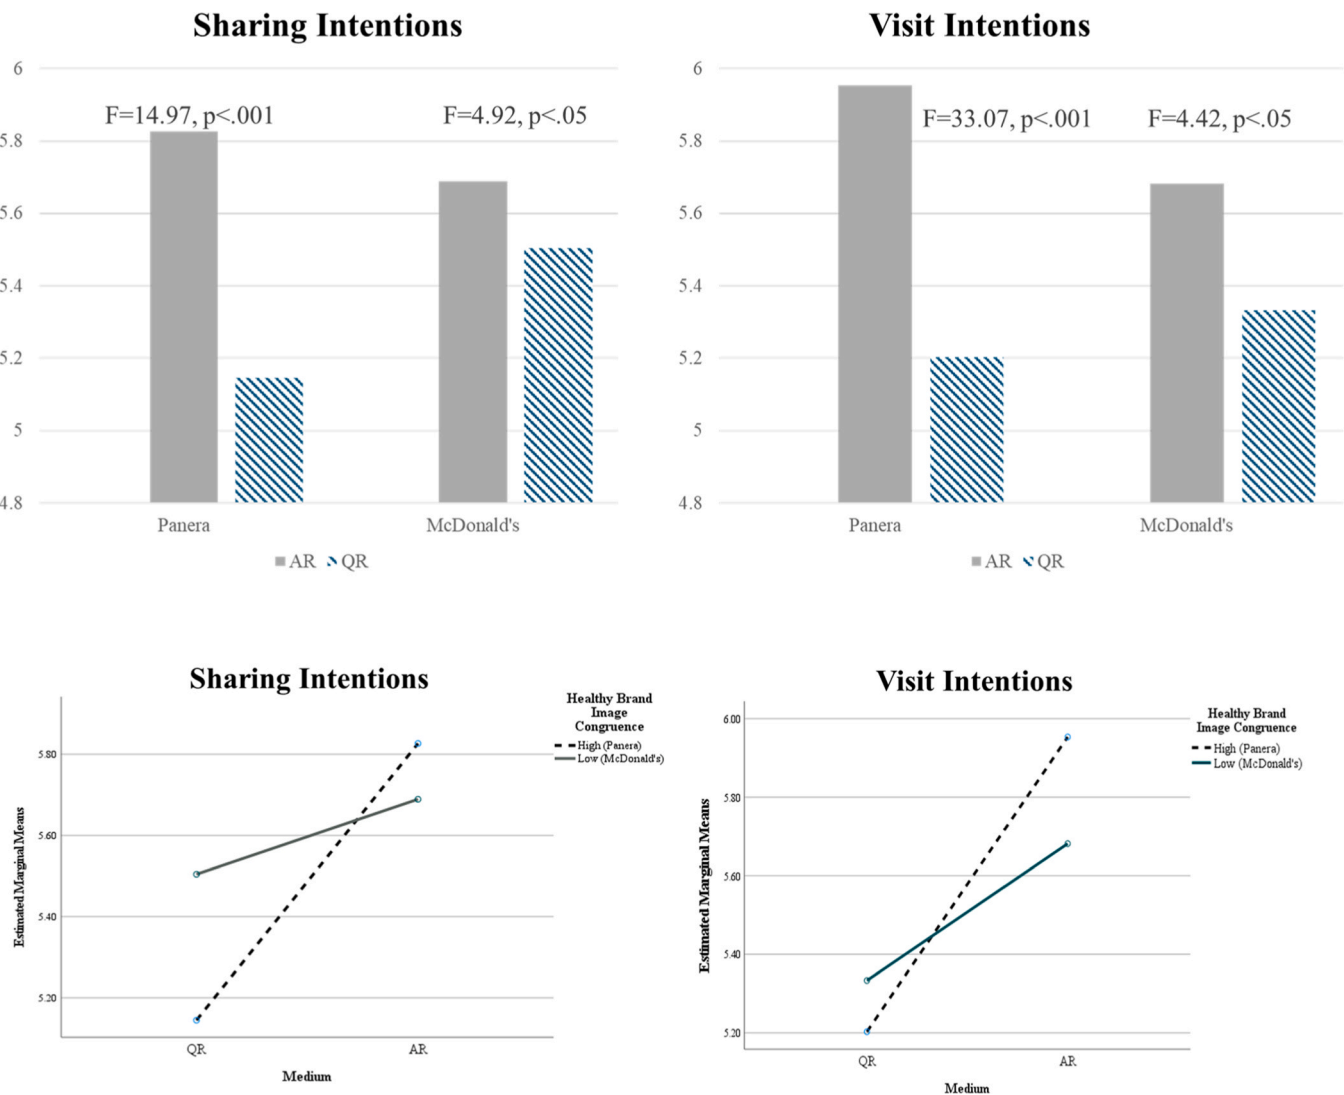 Sharing Intentions
6
5.8
5.6
5.4
5.2
5
4.8
F=14.97, p<.001
F=4.92, p<.05
Panera
McDonald's
AR QR
Visit Intentions
6
5.8
5.6
5.4
5.2
5
4.8
F=33.07, p<.001
F=4.42, p<.05
Panera
McDonald's
AR QR
Sharing Intentions
Estimated Marginal Means
5.80
5.60
5.40
5.20
QR
AR
Medium
Healthy Brand
Image
Congruence
High (Panera)
Low (McDonald's)
Visit Intentions
Estimated Marginal Means
6.00
5.80
5.60
5.40
5.20
QR
AR
Medium
Healthy Brand
Image Congruence
High (Panera)
Low (McDonald's)